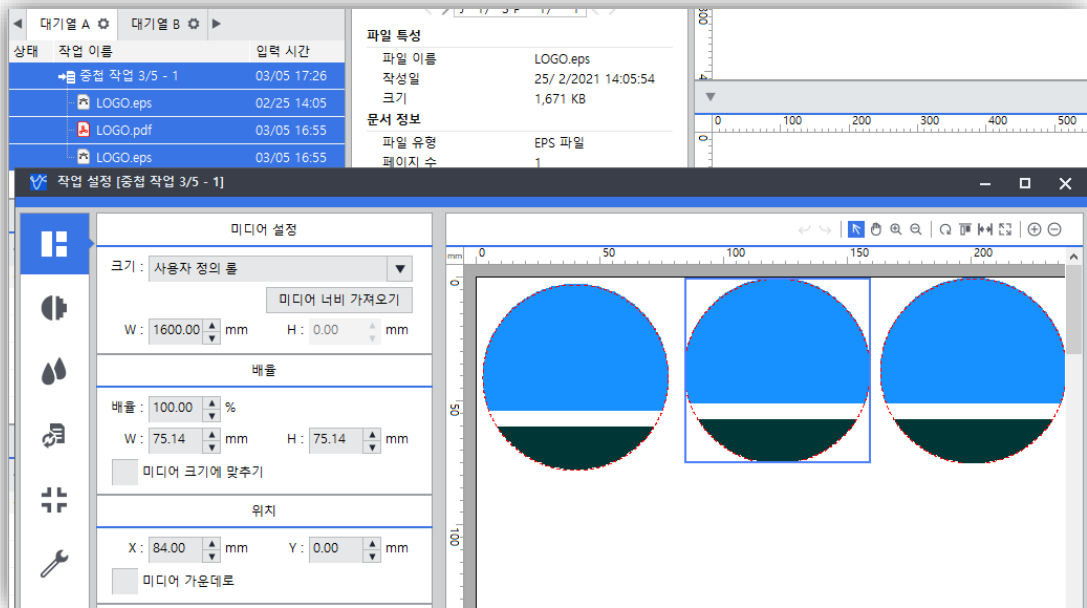 대기열 A 대기열 B
상태 작업 이름 입력 시간
중첩 작업 3/5 - 1 03/05 17:26
LOGO.eps 02/25 14:05
LOGO.pdf 03/05 16:55
LOGO.eps 03/05 16:55
파일 특성
파일 이름 LOGO.eps
작성일 25/ 2/2021 14:05:54
크기 1,671 KB
문서 정보
파일 유형 EPS 파일
페이지 수 1
300
0 100 200 300 400 500
0
작업 설정 [중첩 작업 3/5 - 1]
미디어 설정
크기 : 사용자 정의 롤
미디어 너비 가져오기
W : 1600.00 mm H : 0.00 mm
배율
배율 : 100.00 %
W : 75.14 mm H : 75.14 mm
미디어 크기에 맞추기
위치
X : 84.00 mm Y : 0.00 mm
미디어 가운데로
mm 0 50 100 150 200
0
50
100